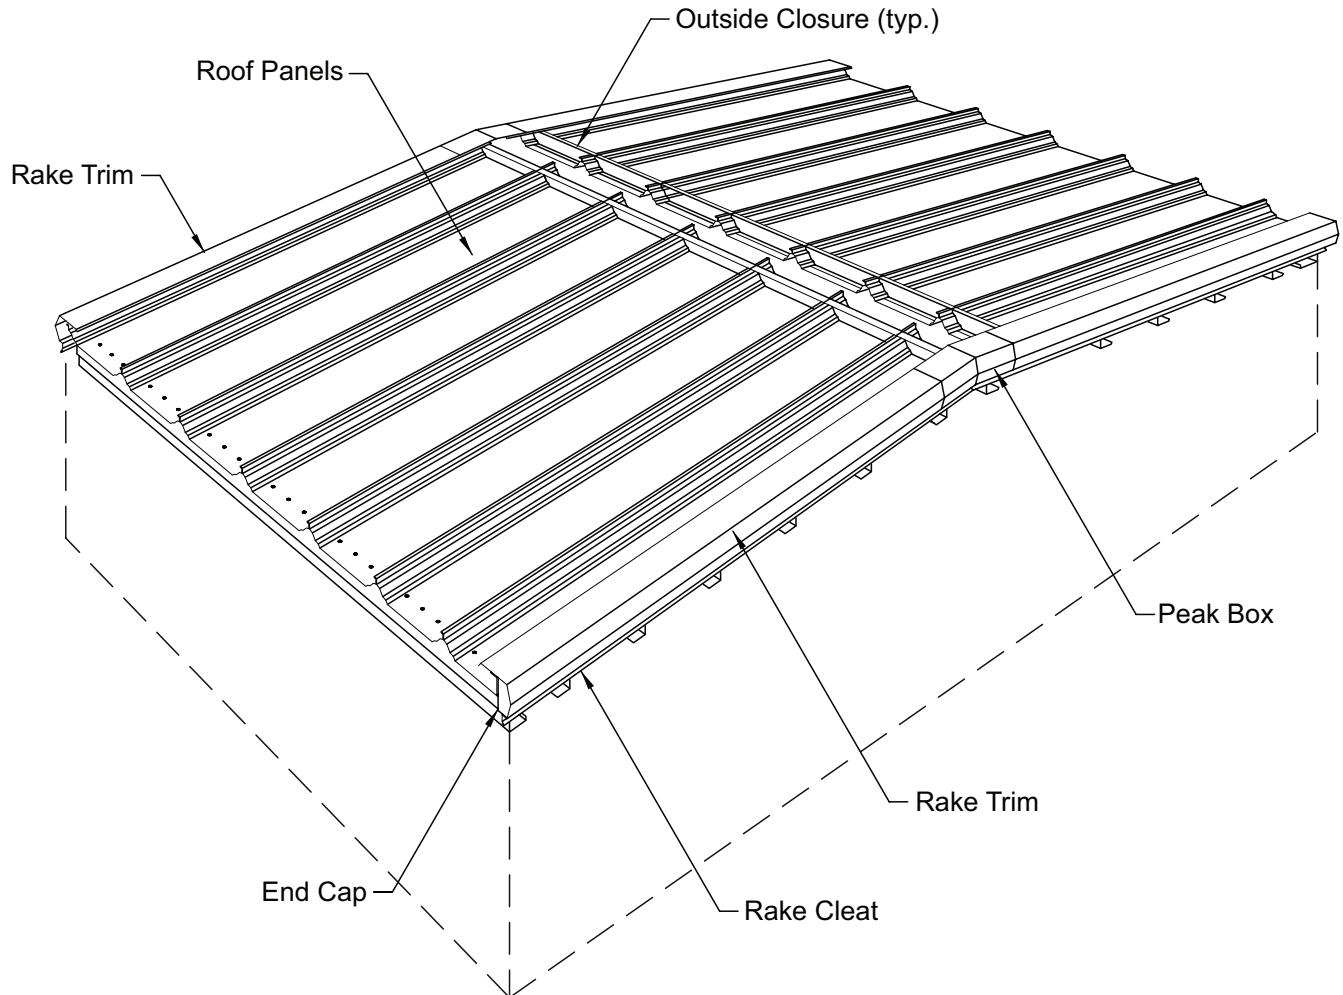 Outside Closure (typ.)
Roof Panels
Rake Trim
Peak Box
Rake Trim
End Cap
Rake Cleat